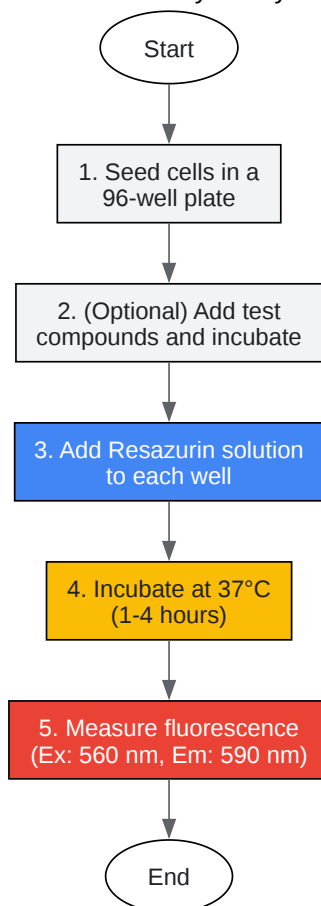 Start
1. Seed cells in a
96-well plate
2. (Optional) Add test
compounds and incubate
3. Add Resazurin solution
to each well
4. Incubate at 37°C
(1-4 hours)
5. Measure fluorescence
(Ex: 560 nm, Em: 590 nm)
End